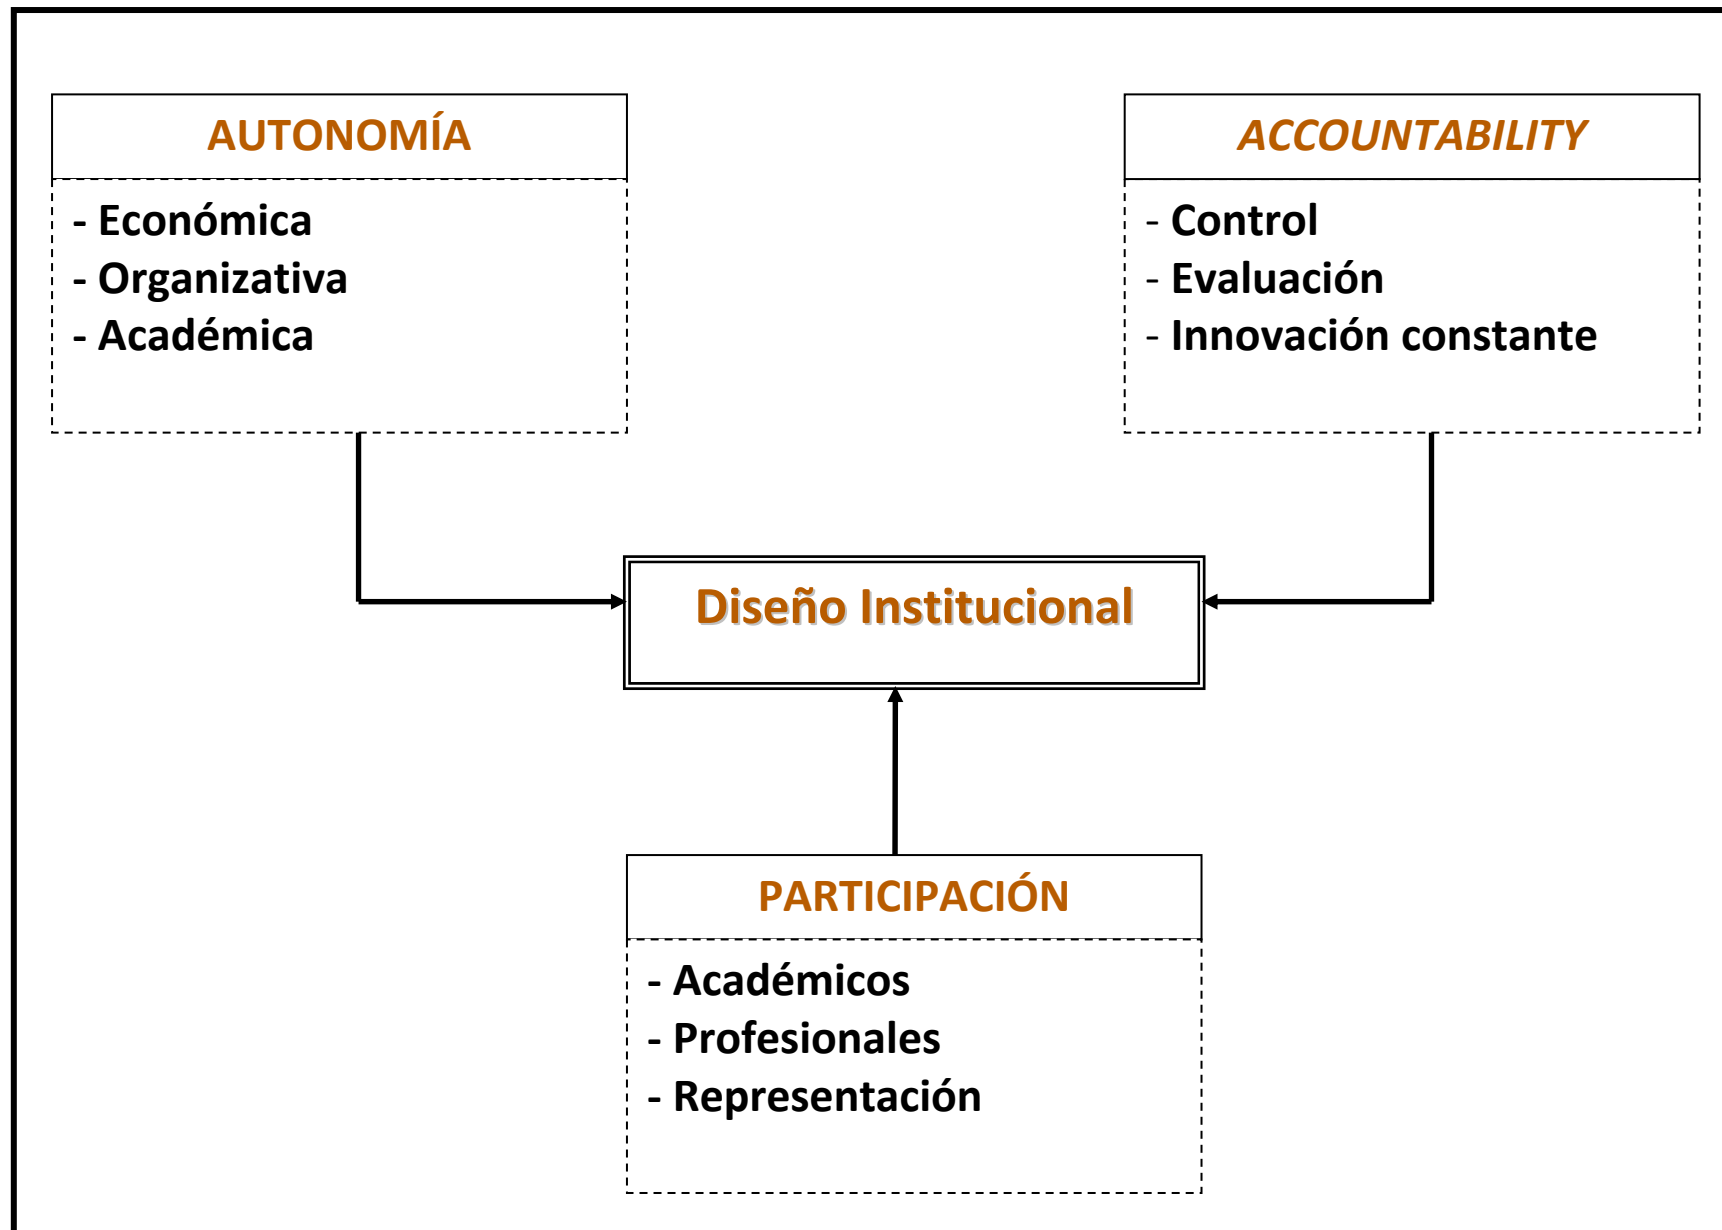 AUTONOMÍA
- Económica
- Organizativa
- Académica
ACCOUNTABILITY
- Control
- Evaluación
- Innovación constante
Diseño Institucional
PARTICIPACIÓN
- Académicos
- Profesionales
- Representación